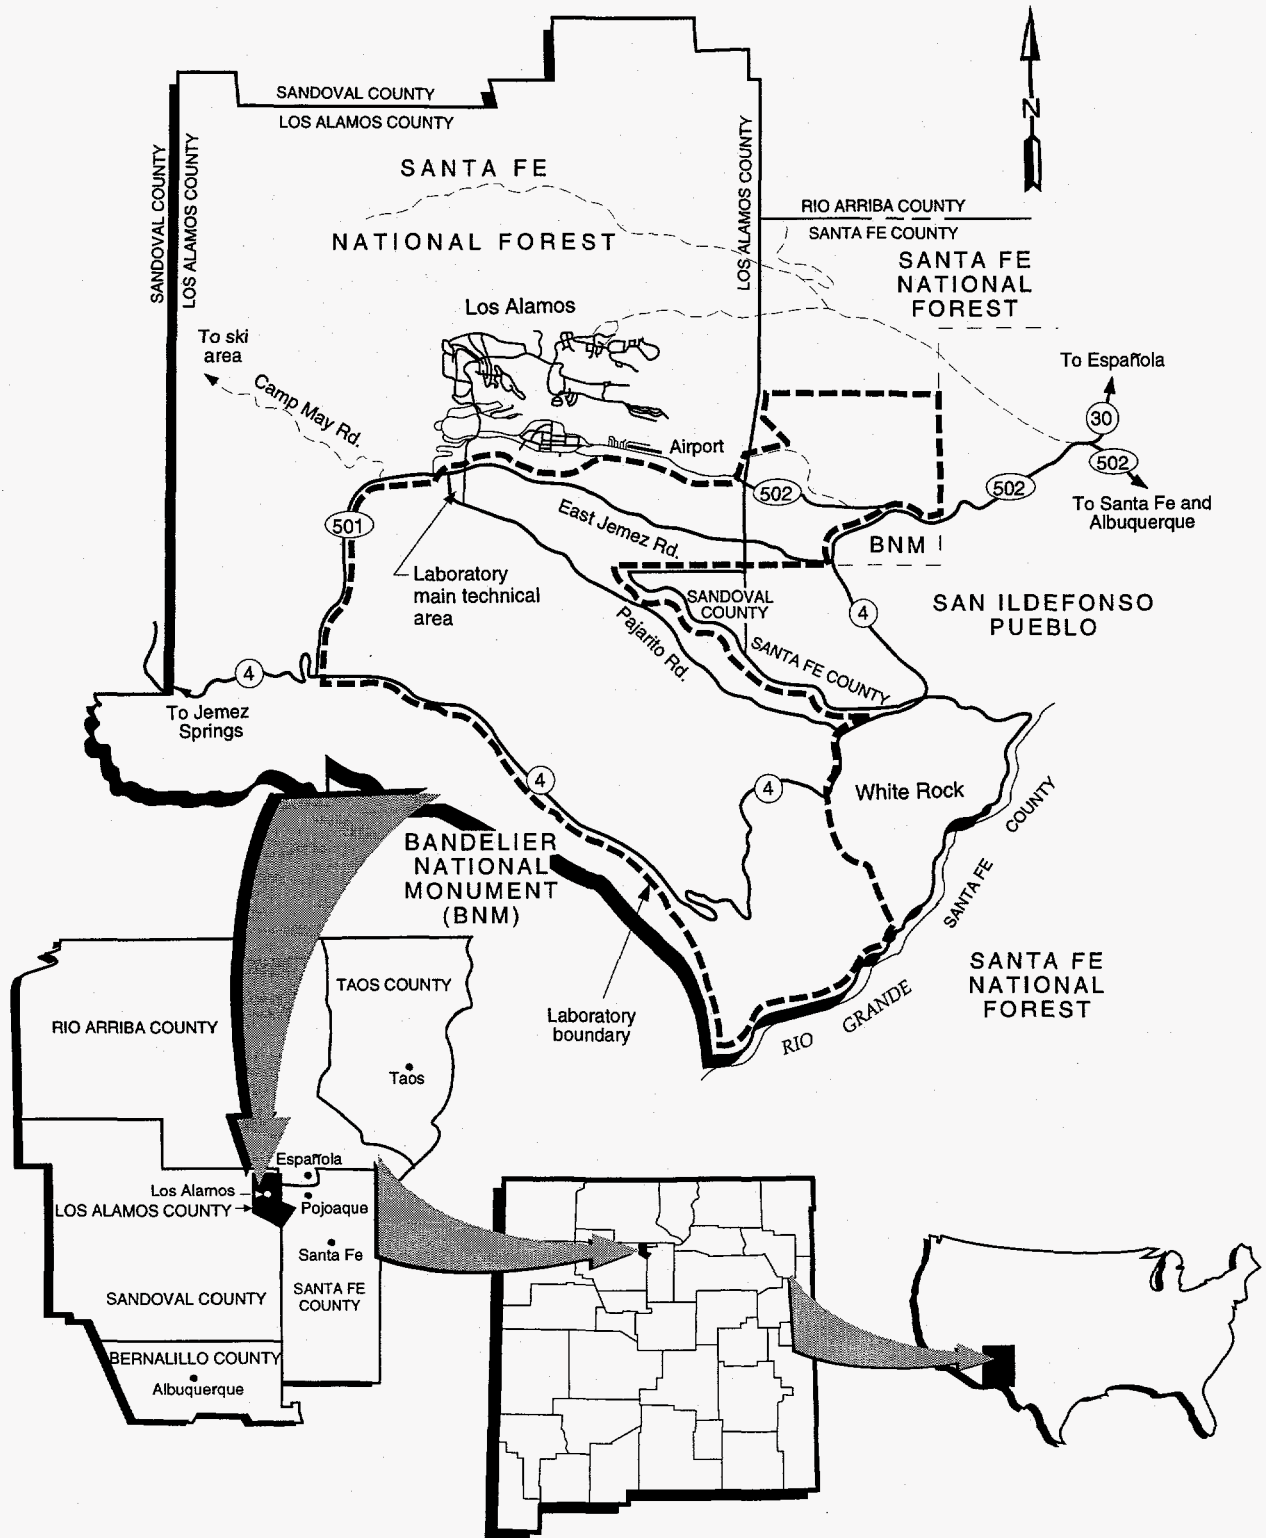 SANDOVAL COUNTY
LOS ALAMOS COUNTY
SANDOVAL COUNTY
LOS ALAMOS COUNTY
LOS ALAMOS COUNTY
N
SANTA FE
NATIONAL FOREST
RIO ARRIBA COUNTY
SANTA FE COUNTY
SANTA FE
NATIONAL
FOREST
Los Alamos
To ski
area
Camp May Rd.
To Española
30
Airport
502
502
502
To Santa Fe and
Albuquerque
501
East Jemez Rd.
BNM
Laboratory
main technical
area
SANDOVAL
COUNTY
4
SAN ILDEFONSO
PUEBLO
Pajarito Rd.
SANTA FE COUNTY
4
To Jemez
Springs
4
4
White Rock
SANTA FE COUNTY
BANDELIER
NATIONAL
MONUMENT
(BNM)
SANTA FE
NATIONAL
FOREST
Laboratory
boundary
RIO GRANDE
TAOS COUNTY
RIO ARRIBA COUNTY
Taos
Española
Los Alamos
LOS ALAMOS COUNTY
Pojoaque
Santa Fe
SANTA FE
COUNTY
SANDOVAL COUNTY
BERNALILLO COUNTY
Albuquerque